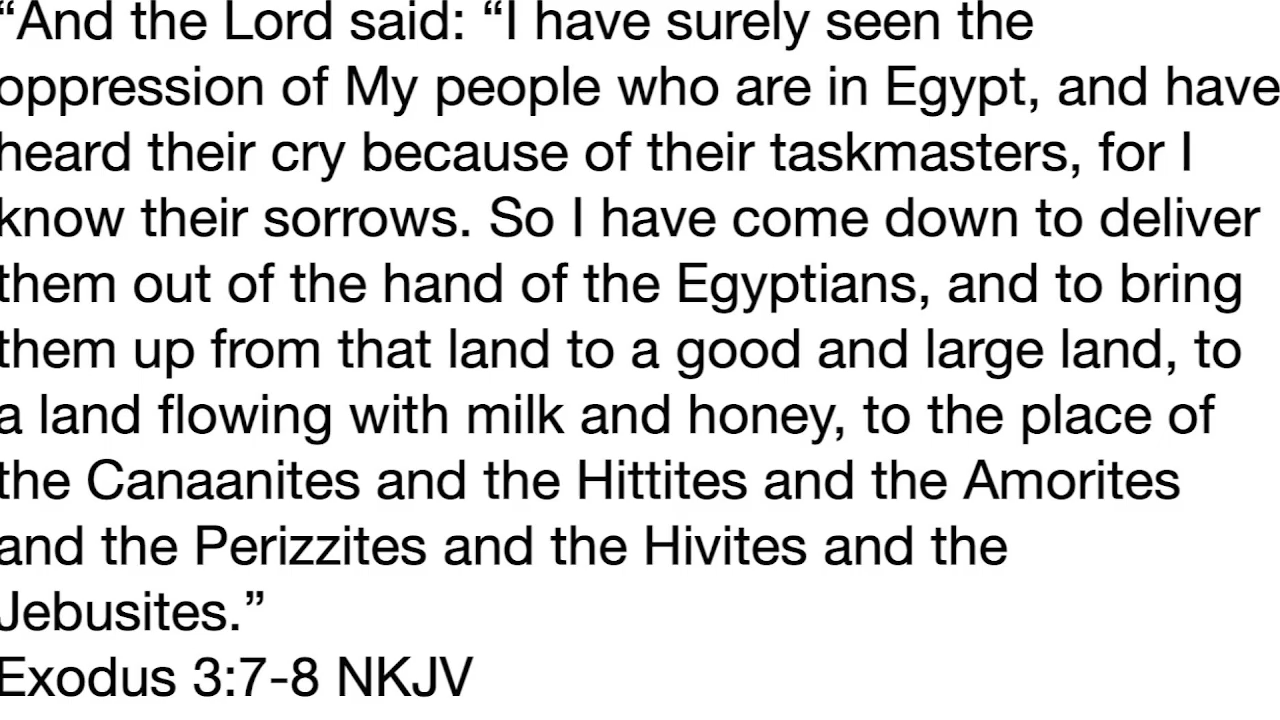 “And the Lord said: “I have surely seen the
oppression of My people who are in Egypt, and have
heard their cry because of their taskmasters, for I
know their sorrows. So I have come down to deliver
them out of the hand of the Egyptians, and to bring
them up from that land to a good and large land, to
a land flowing with milk and honey, to the place of
the Canaanites and the Hittites and the Amorites
and the Perizzites and the Hivites and the
Jebusites.”
Exodus 3:7-8 NKJV